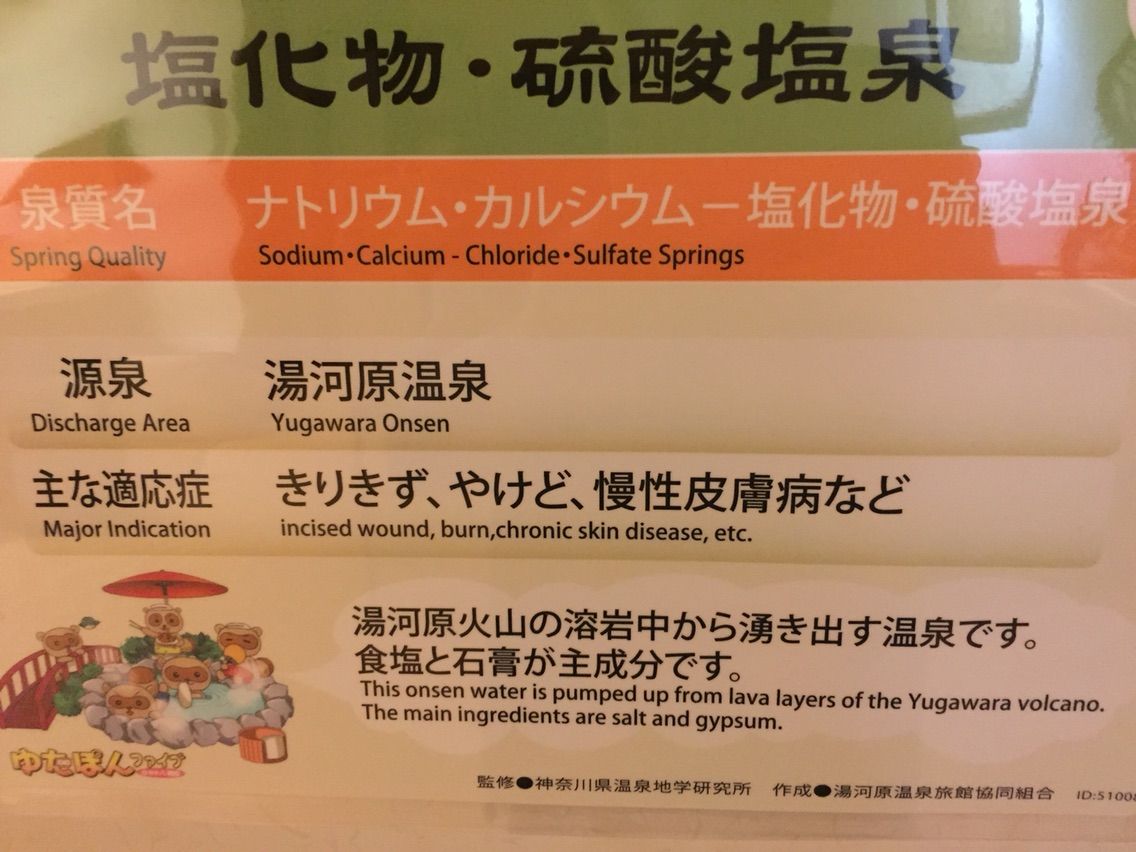 塩化物・硫酸塩泉
泉質名 ナトリウム・カルシウム－塩化物・硫酸塩泉
Spring Quality Sodium・Calcium - Chloride・Sulfate Springs
源泉 湯河原温泉
Discharge Area Yugawara Onsen
主な適応症 きりきず、やけど、慢性皮膚病など
Major Indication incised wound, burn,chronic skin disease, etc.
湯河原火山の溶岩中から湧き出す温泉です。
食塩と石膏が主成分です。
This onsen water is pumped up from lava layers of the Yugawara volcano.
The main ingredients are salt and gypsum.
ゆたぽんファイブ
監修●神奈川県温泉地学研究所 作成●湯河原温泉旅館協同組合 ID:51008